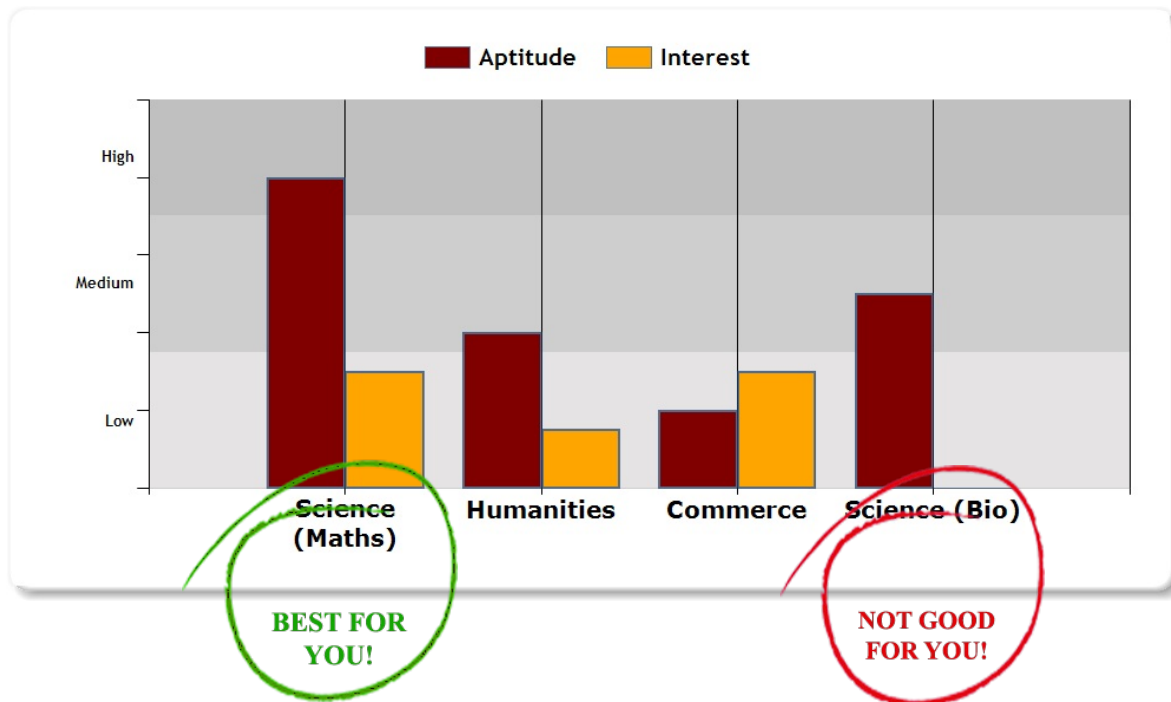 Aptitude Interest
High
Medium
Low
Science
(Maths)
Humanities
Commerce
Science (Bio)
BEST FOR
YOU!
NOT GOOD
FOR YOU!